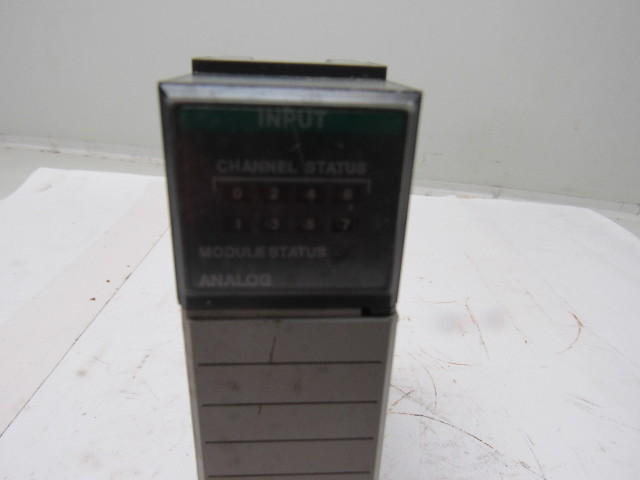 INPUT
CHANNEL STATUS
0 2 4 6
1 3 5 7
MODULE STATUS
ANALOG